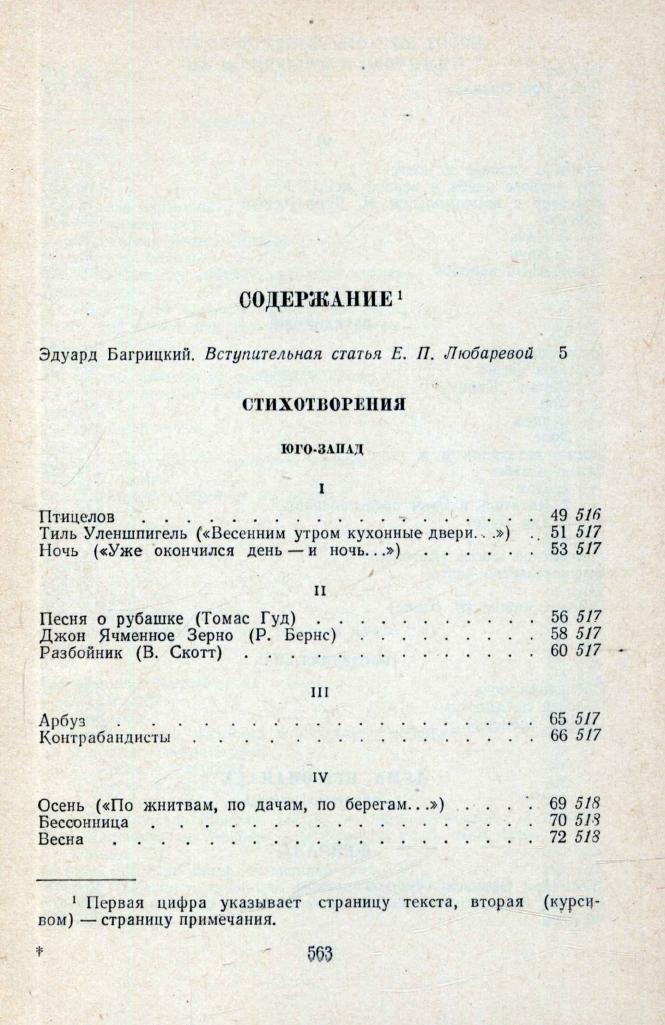 СОДЕРЖАНИЕ ¹
Эдуард Багрицкий. Вступительная статья Е. П. Любаревой 5
СТИХОТВОРЕНИЯ
ЮГО-ЗАПАД
I
Птицелов . . . . . . . . . . . . . . . . . . 49 516
Тиль Уленшпигель («Весенним утром кухонные двери...») . . 51 517
Ночь («Уже окончился день — и ночь...») . . . . . . 53 517
II
Песня о рубашке (Томас Гуд) . . . . . . . . . . 56 517
Джон Ячменное Зерно (Р. Бернс) . . . . . . . . . 58 517
Разбойник (В. Скотт) . . . . . . . . . . . . . 60 517
III
Арбуз . . . . . . . . . . . . . . . . . . . 65 517
Контрабандисты . . . . . . . . . . . . . . . . 66 517
IV
Осень («По жнитвам, по дачам, по берегам...») . . . . . 69 518
Бессонница . . . . . . . . . . . . . . . . . 70 518
Весна . . . . . . . . . . . . . . . . . . . 72 518
¹ Первая цифра указывает страницу текста, вторая (курси-
вом) — страницу примечания.
* 563